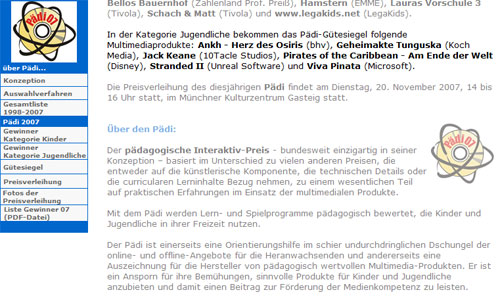 Pädi 07
über Pädi...
Konzeption
Auswahlverfahren
Gesamtliste
1998-2007
Pädi 2007
Gewinner
Kategorie Kinder
Gewinner
Kategorie Jugendliche
Gütesiegel
Preisverleihung
Fotos der
Preisverleihung
Liste Gewinner 07
(PDF-Datei)
Bellos Bauernhof (Zahlenland Prof. Preiß), Hamstern (EMME), Lauras Vorschule 3
(Tivola), Schach & Matt (Tivola) und www.legakids.net (LegaKids).
In der Kategorie Jugendliche bekommen das Pädi-Gütesiegel folgende
Multimediaprodukte: Ankh - Herz des Osiris (bhv), Geheimakte Tunguska (Koch
Media), Jack Keane (10Tacle Studios), Pirates of the Caribbean - Am Ende der Welt
(Disney), Stranded II (Unreal Software) und Viva Pinata (Microsoft).
Die Preisverleihung des diesjährigen Pädi findet am Dienstag, 20. November 2007, 14 bis
16 Uhr statt, im Münchner Kulturzentrum Gasteig statt.
Über den Pädi:
Der pädagogische Interaktiv-Preis - bundesweit einzigartig in seiner
Konzeption – basiert im Unterschied zu vielen anderen Preisen, die
entweder auf die künstlerische Komponente, die technischen Details oder
die curricularen Lerninhalte Bezug nehmen, zu einem wesentlichen Teil
auf praktischen Erfahrungen im Einsatz der multimedialen Produkte.
Pädi 07
Mit dem Pädi werden Lern- und Spielprogramme pädagogisch bewertet, die Kinder und
Jugendliche in ihrer Freizeit nutzen.
Der Pädi ist einerseits eine Orientierungshilfe im schier undurchdringlichen Dschungel der
online- und offline-Angebote für die Heranwachsenden und andererseits eine
Auszeichnung für die Hersteller von pädagogisch wertvollen Multimedia-Produkten. Er ist
ein Ansporn für ihre Bemühungen, sinnvolle Produkte für Kinder und Jugendliche
anzubieten und damit einen Beitrag zur Förderung der Medienkompetenz zu leisten.